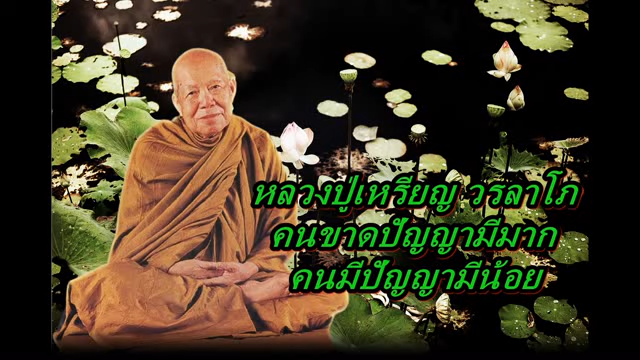 หลวงปู่เหรียญ วรลาโภ
คนขาดปัญญามีมาก
คนมีปัญญามีน้อย